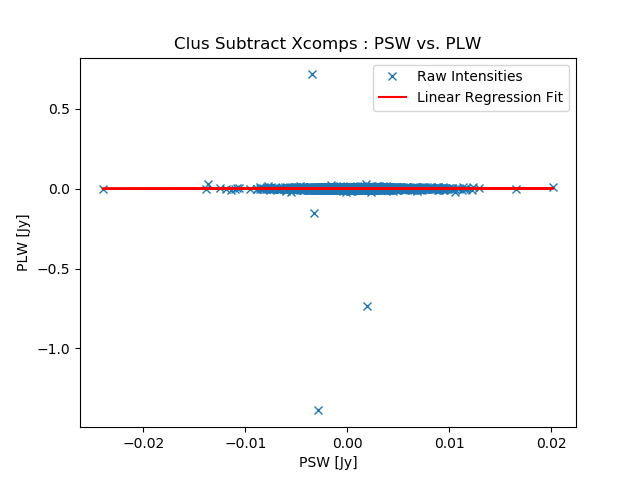 Clus Subtract Xcomps : PSW vs. PLW
Raw Intensities
Linear Regression Fit
0.5
0.0
−0.5
−1.0
PLW [Jy]
−0.02
−0.01
0.00
0.01
0.02
PSW [Jy]